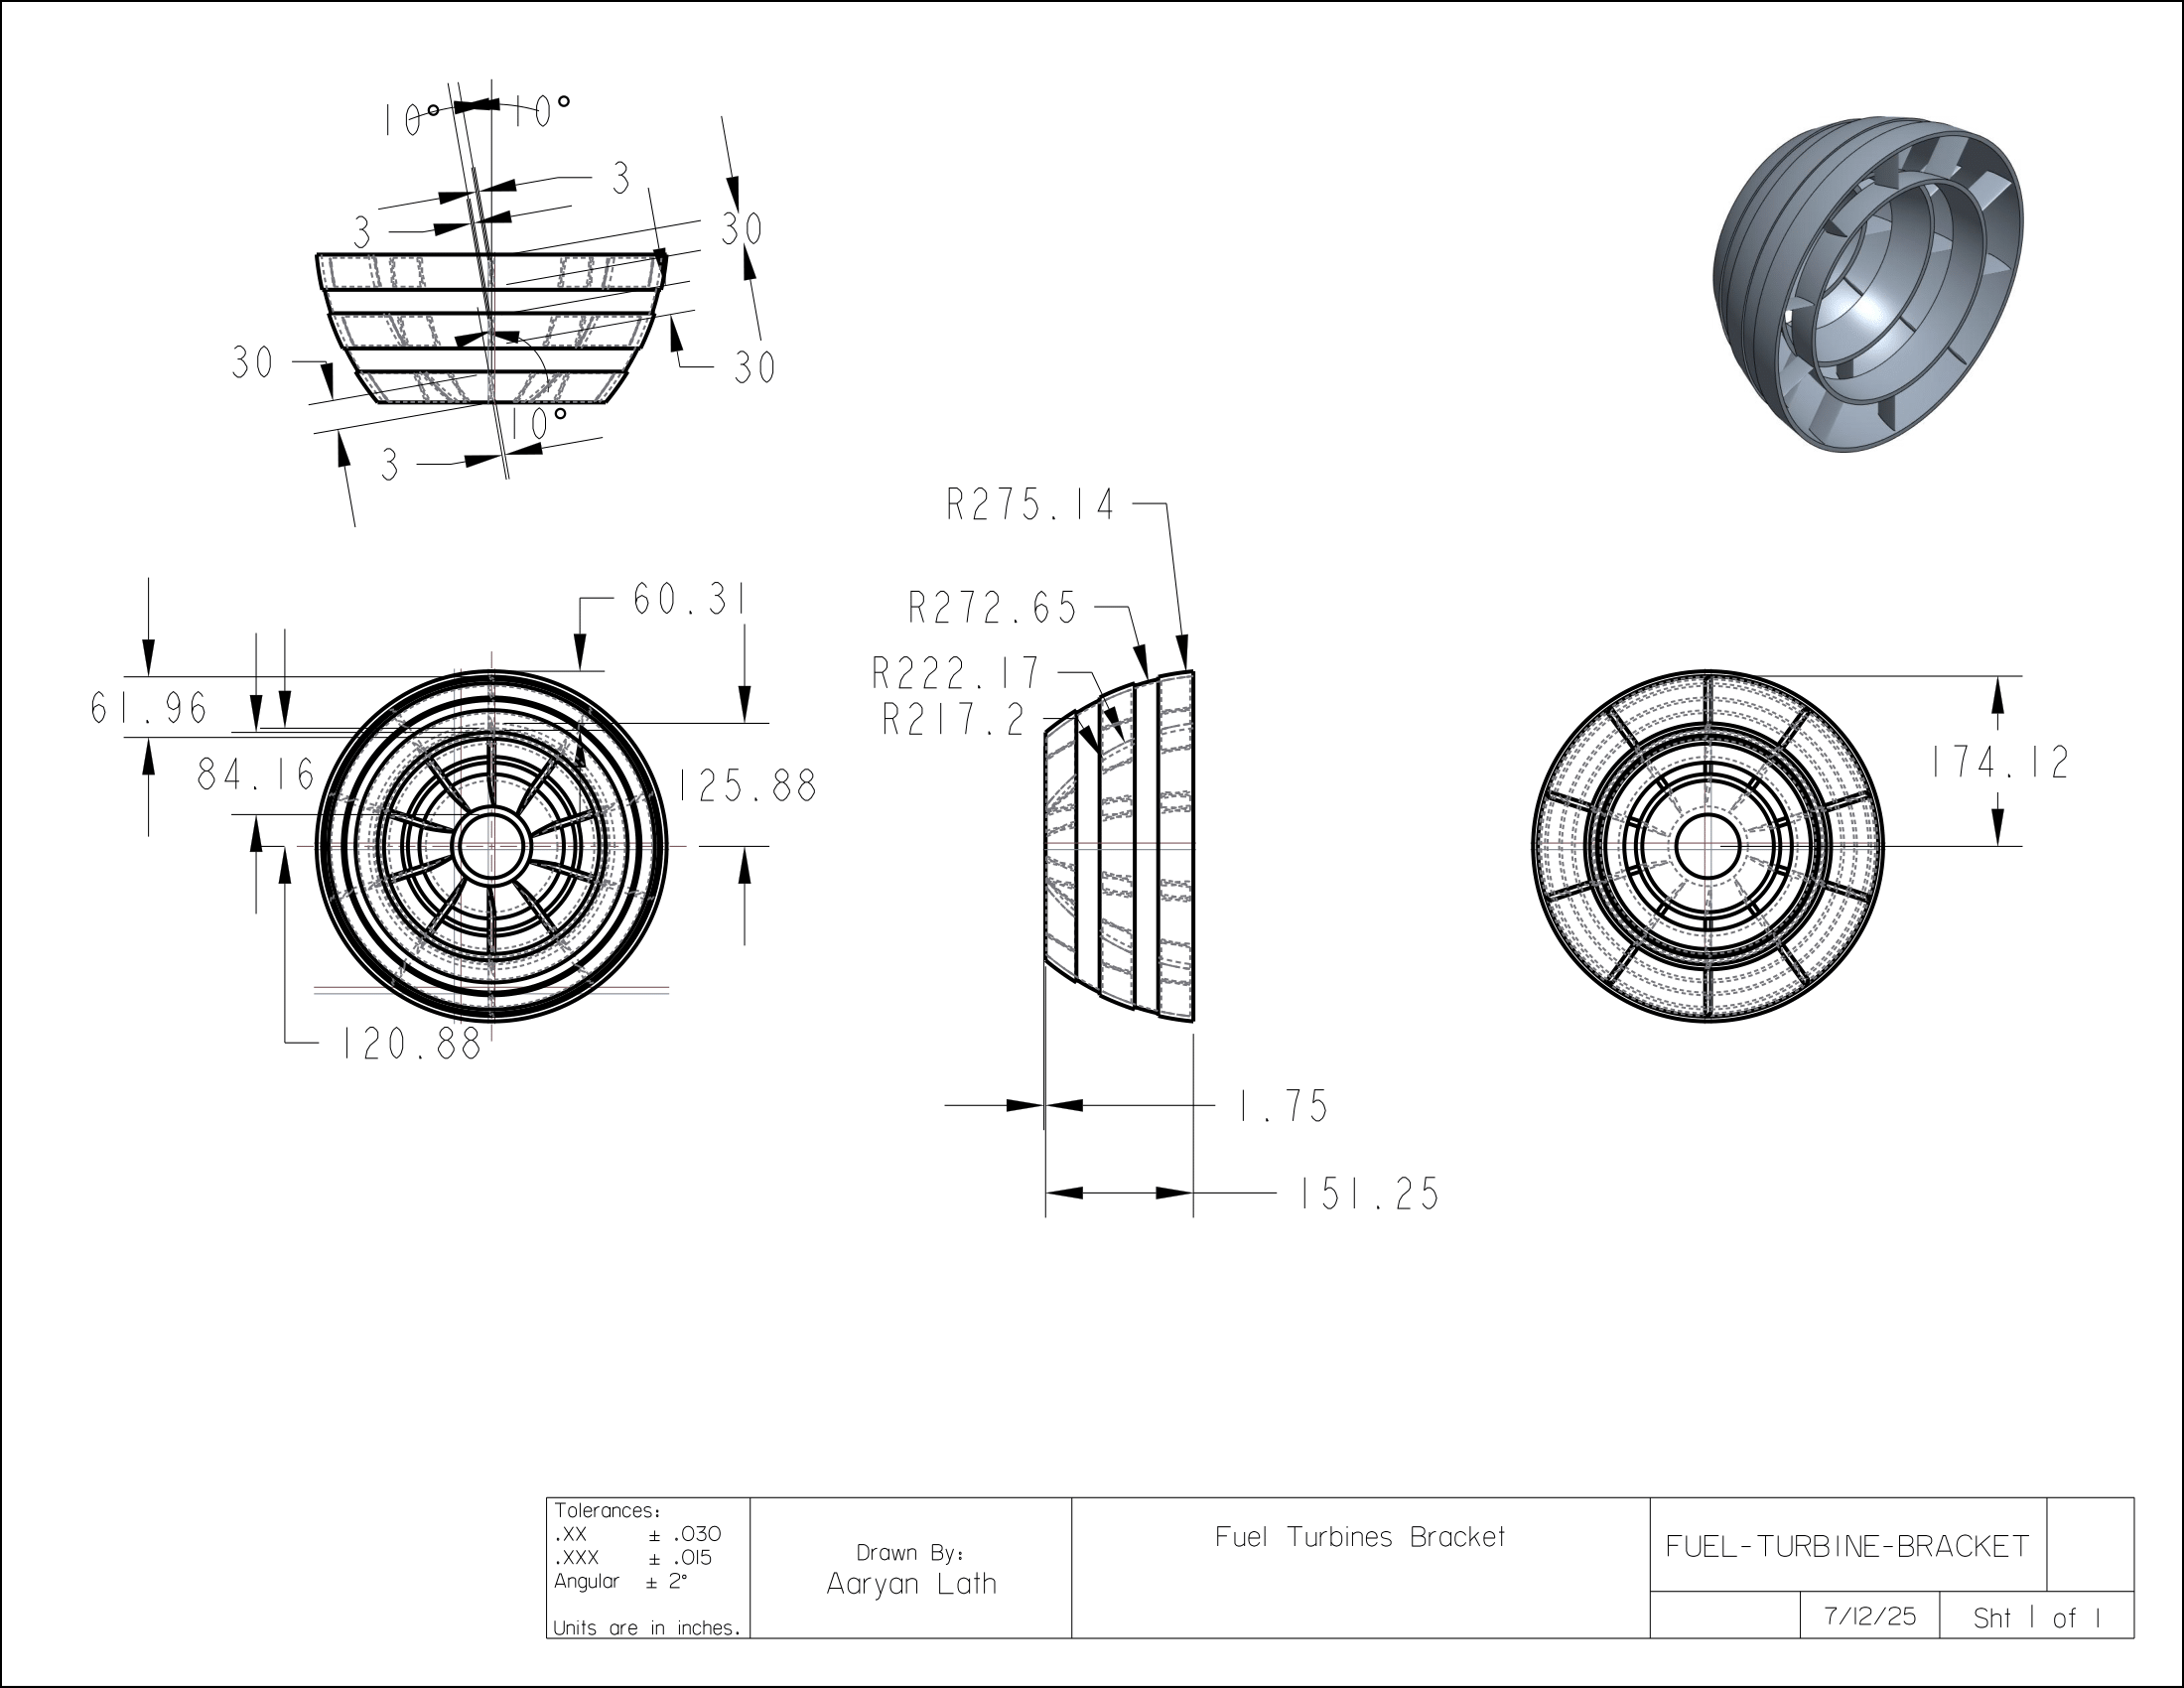 10° 10°
3
3
30
30
30
10°
3
R275.14
60.31
R272.65
R222.17
61.96
R217.2
174.12
84.16
125.88
120.88
1.75
151.25
Tolerances:
.XX ± .030
.XXX ± .015
Angular ± 2°
Units are in inches.
Drawn By:
Aaryan Lath
Fuel Turbines Bracket
FUEL-TURBINE-BRACKET
7/12/25
Sht 1 of 1